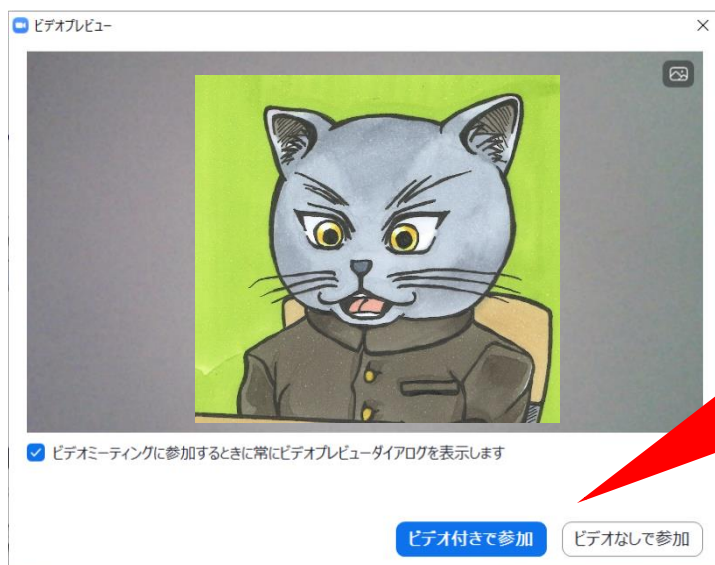 ビデオプレビュー
ビデオミーティングに参加するときに常にビデオプレビューダイアログを表示します
ビデオ付きで参加
ビデオなしで参加